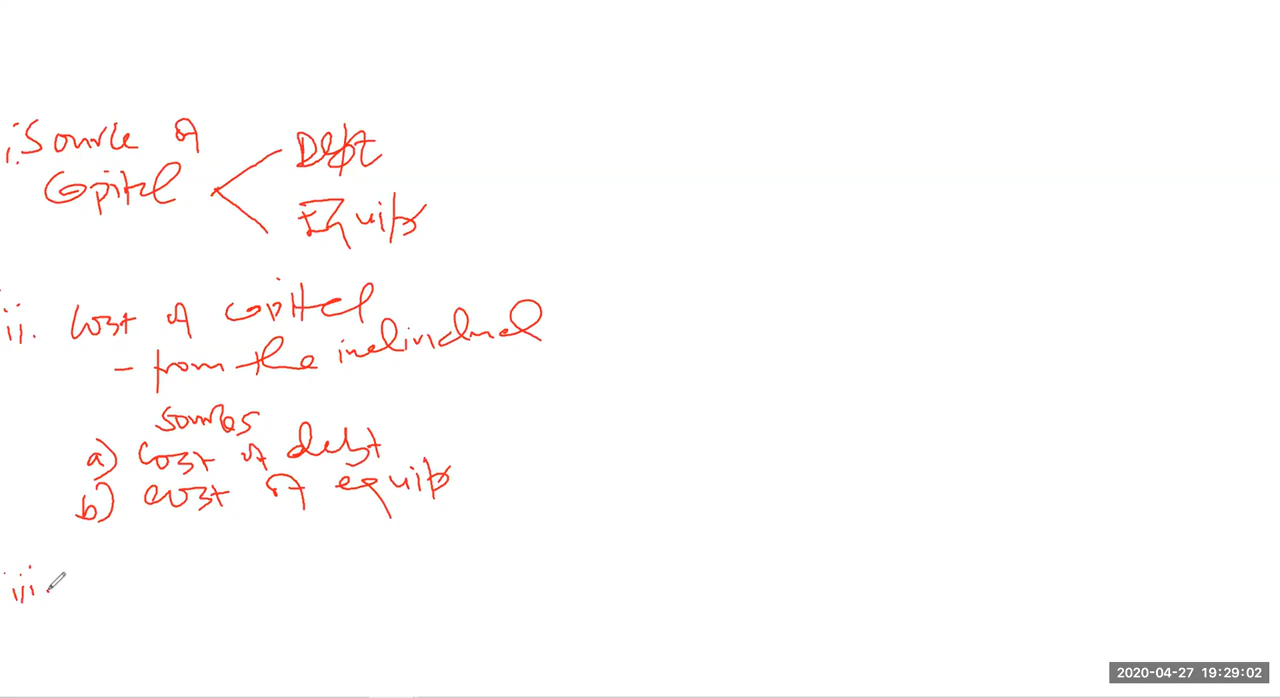 i. Source of
Capital
Debt
Equity
ii. Cost of capital
- from the individual
sources
a) cost of debt
b) cost of equity
iii
2020-04-27 19:29:02